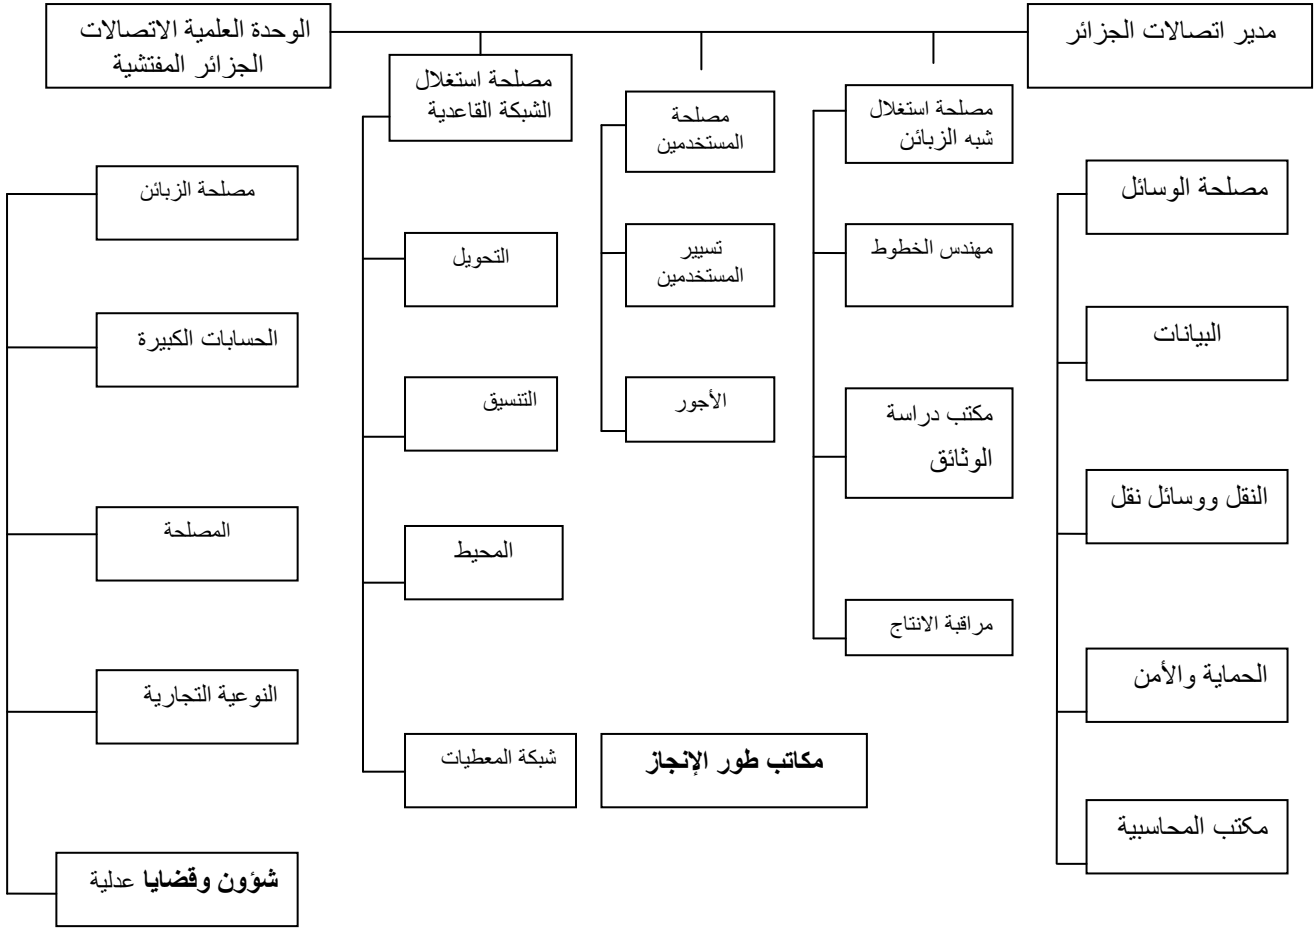 مدير اتصالات الجزائر
الوحدة العلمية الاتصالات
الجزائر المفتشية
مصلحة الوسائل
البيانات
النقل ووسائل نقل
الحماية والأمن
مكتب المحاسبية
مصلحة استغلال
شبه الزبائن
مهندس الخطوط
مكتب دراسة
الوثائق
مراقبة الانتاج
مصلحة
المستخدمين
تسيير
المستخدمين
الأجور
مكاتب طور الإنجاز
مصلحة استغلال
الشبكة القاعدية
التحويل
التنسيق
المحيط
شبكة المعطيات
مصلحة الزبائن
الحسابات الكبيرة
المصلحة
النوعية التجارية
شؤون وقضايا عدلية